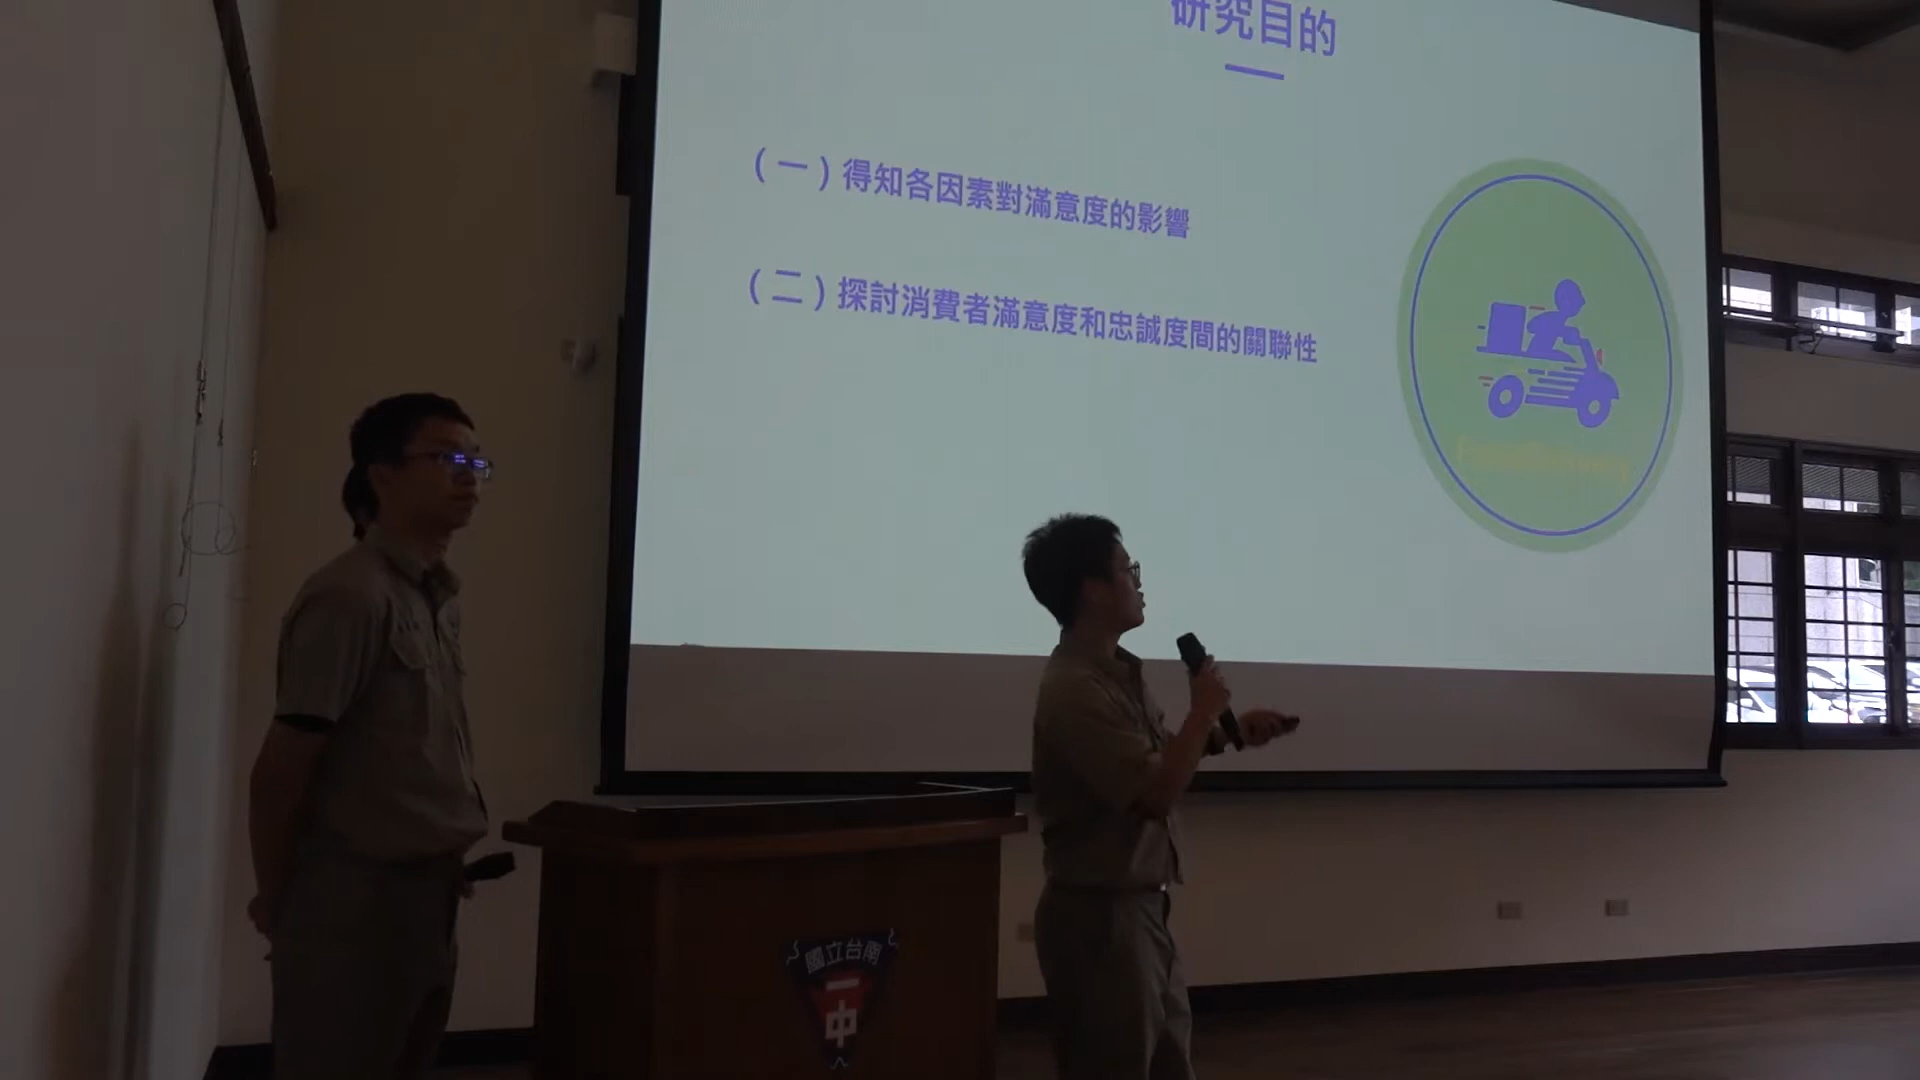 研究目的
(一)得知各因素對滿意度的影響
(二)探討消費者滿意度和忠誠度間的關聯性
國立台南
一中